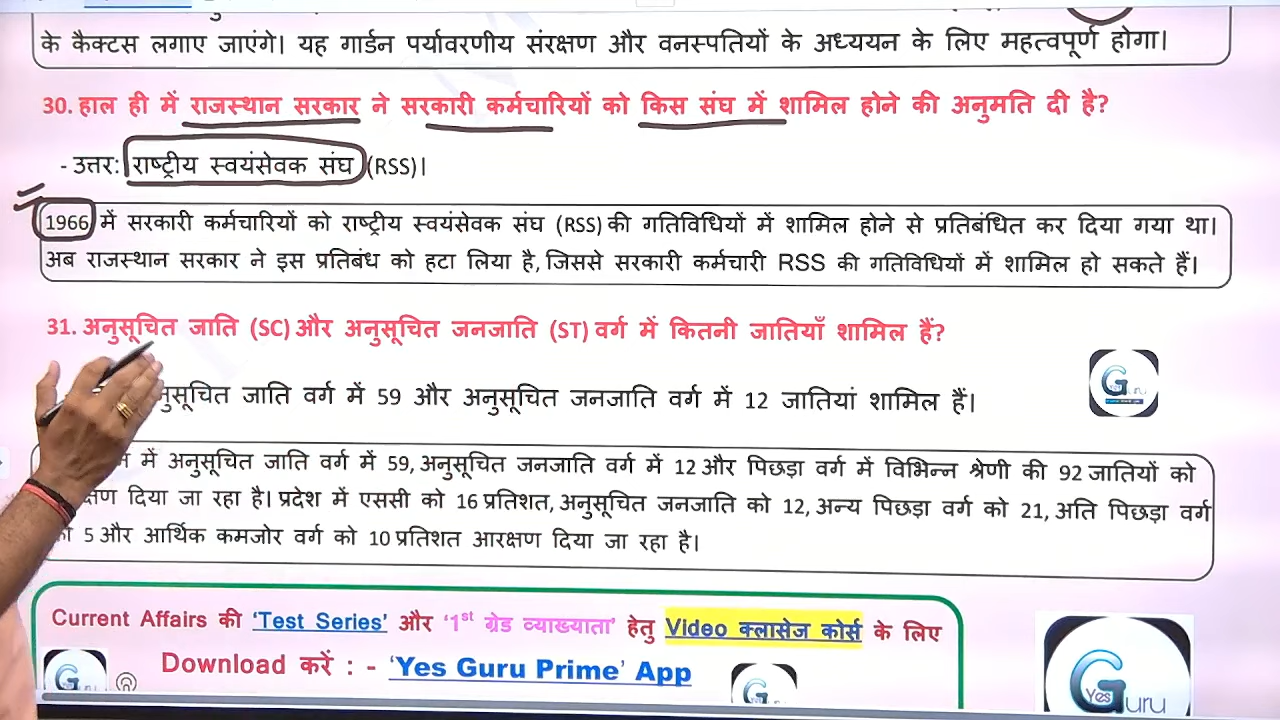 के कैक्टस लगाए जाएंगे। यह गार्डन पर्यावरणीय संरक्षण और वनस्पतियों के अध्ययन के लिए महत्वपूर्ण होगा।
30. हाल ही में राजस्थान सरकार ने सरकारी कर्मचारियों को किस संघ में शामिल होने की अनुमति दी है?
- उत्तर: राष्ट्रीय स्वयंसेवक संघ (RSS)।
1966 में सरकारी कर्मचारियों को राष्ट्रीय स्वयंसेवक संघ (RSS) की गतिविधियों में शामिल होने से प्रतिबंधित कर दिया गया था।
अब राजस्थान सरकार ने इस प्रतिबंध को हटा लिया है, जिससे सरकारी कर्मचारी RSS की गतिविधियों में शामिल हो सकते हैं।
31. अनुसूचित जाति (SC) और अनुसूचित जनजाति (ST) वर्ग में कितनी जातियाँ शामिल हैं?
जाति वर्ग में 59 और अनुसूचित जनजाति वर्ग में 12 जातियां शामिल हैं।
में अनुसूचित जाति वर्ग में 59, अनुसूचित जनजाति वर्ग में 12 और पिछड़ा वर्ग में विभिन्न श्रेणी की 92 जातियों को
दिया जा रहा है। प्रदेश में एससी को 16 प्रतिशत, अनुसूचित जनजाति को 12, अन्य पिछड़ा वर्ग को 21, अति पिछड़ा वर्ग
5 और आर्थिक कमजोर वर्ग को 10 प्रतिशत आरक्षण दिया जा रहा है।
Current Affairs की 'Test Series' और '1st ग्रेड व्याख्याता' हेतु Video क्लासेज कोर्स के लिए
Download करें : - 'Yes Guru Prime' App
Yes Guru